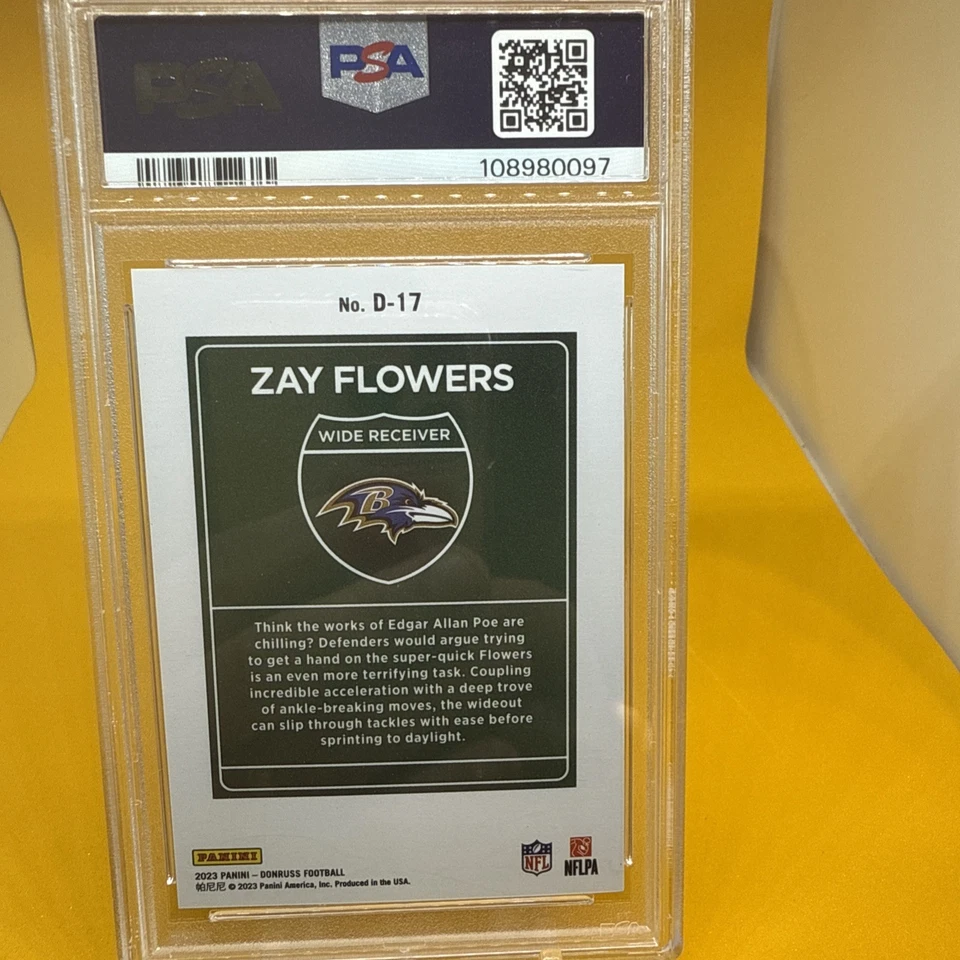 PSA PSA
108980097
No. D-17
ZAY FLOWERS
WIDE RECEIVER
B
Think the works of Edgar Allan Poe are
chilling? Defenders would argue trying
to get a hand on the super-quick Flowers
is an even more terrifying task. Coupling
incredible acceleration with a deep trove
of ankle-breaking moves, the wideout
can slip through tackles with ease before
sprinting to daylight.
PANINI
NFL NFLPA
2023 PANINI – DONRUSS FOOTBALL
帕尼尼 © 2023 Panini America, Inc. Produced in the USA.